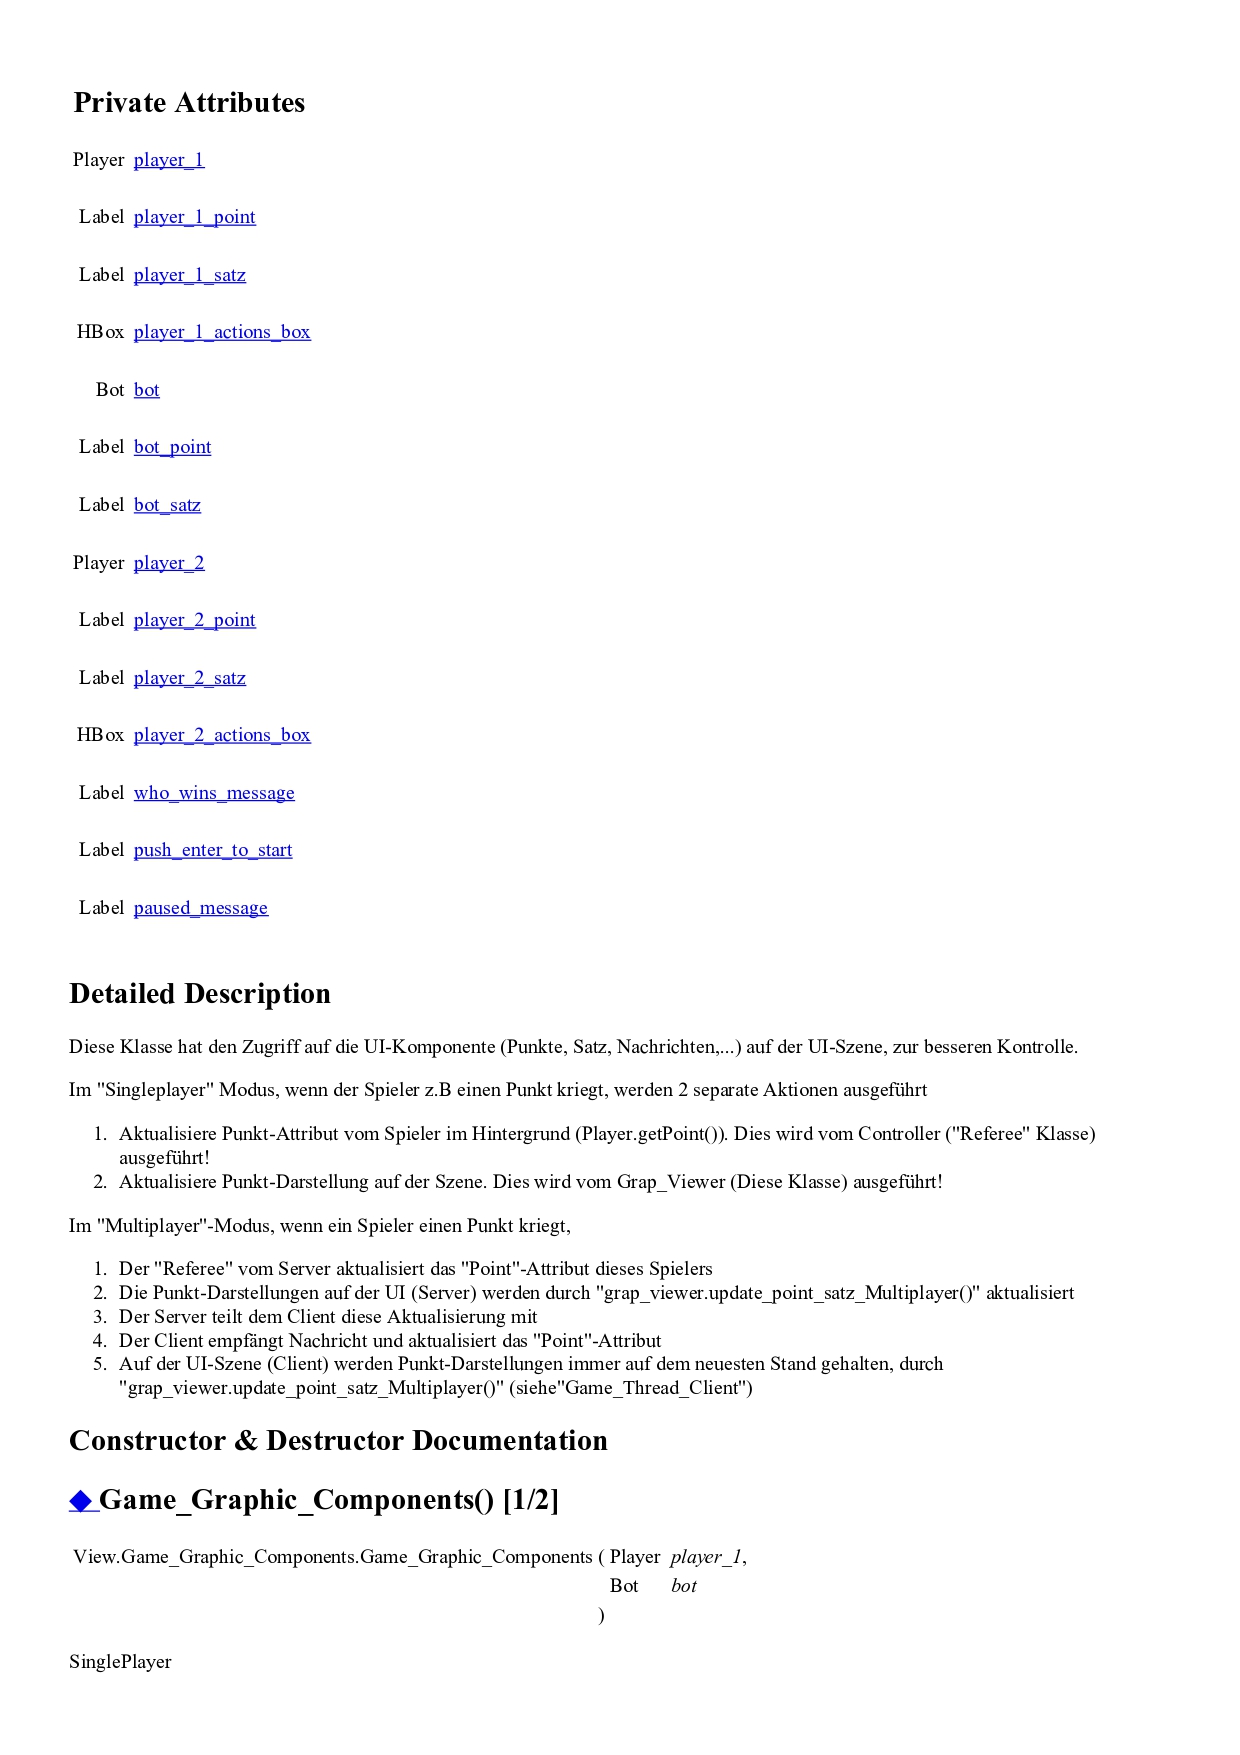 Private Attributes
Player player_1
Label player_1_point
Label player_1_satz
HBox player_1_actions_box
Bot bot
Label bot_point
Label bot_satz
Player player_2
Label player_2_point
Label player_2_satz
HBox player_2_actions_box
Label who_wins_message
Label push_enter_to_start
Label paused_message
Detailed Description
Diese Klasse hat den Zugriff auf die UI-Komponente (Punkte, Satz, Nachrichten,...) auf der UI-Szene, zur besseren Kontrolle.
Im "Singleplayer" Modus, wenn der Spieler z.B einen Punkt kriegt, werden 2 separate Aktionen ausgeführt
1. Aktualisiere Punkt-Attribut vom Spieler im Hintergrund (Player.getPoint()). Dies wird vom Controller ("Referee" Klasse)
ausgeführt!
2. Aktualisiere Punkt-Darstellung auf der Szene. Dies wird vom Grap_Viewer (Diese Klasse) ausgeführt!
Im "Multiplayer"-Modus, wenn ein Spieler einen Punkt kriegt,
1. Der "Referee" vom Server aktualisiert das "Point"-Attribut dieses Spielers
2. Die Punkt-Darstellungen auf der UI (Server) werden durch "grap_viewer.update_point_satz_Multiplayer()" aktualisiert
3. Der Server teilt dem Client diese Aktualisierung mit
4. Der Client empfängt Nachricht und aktualisiert das "Point"-Attribut
5. Auf der UI-Szene (Client) werden Punkt-Darstellungen immer auf dem neuesten Stand gehalten, durch
"grap_viewer.update_point_satz_Multiplayer()" (siehe"Game_Thread_Client")
Constructor & Destructor Documentation
◆ Game_Graphic_Components() [1/2]
View.Game_Graphic_Components.Game_Graphic_Components ( Player player_1,
Bot bot
)
SinglePlayer